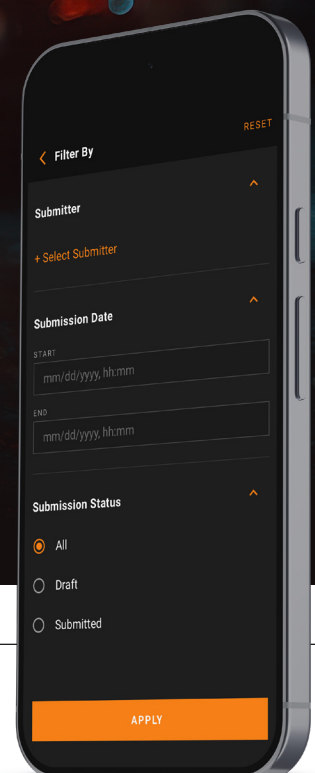 RESET
Filter By
Submitter
+ Select Submitter
Submission Date
START
mm/dd/yyyy, hh:mm
END
mm/dd/yyyy, hh:mm
Submission Status
All
Draft
Submitted
APPLY